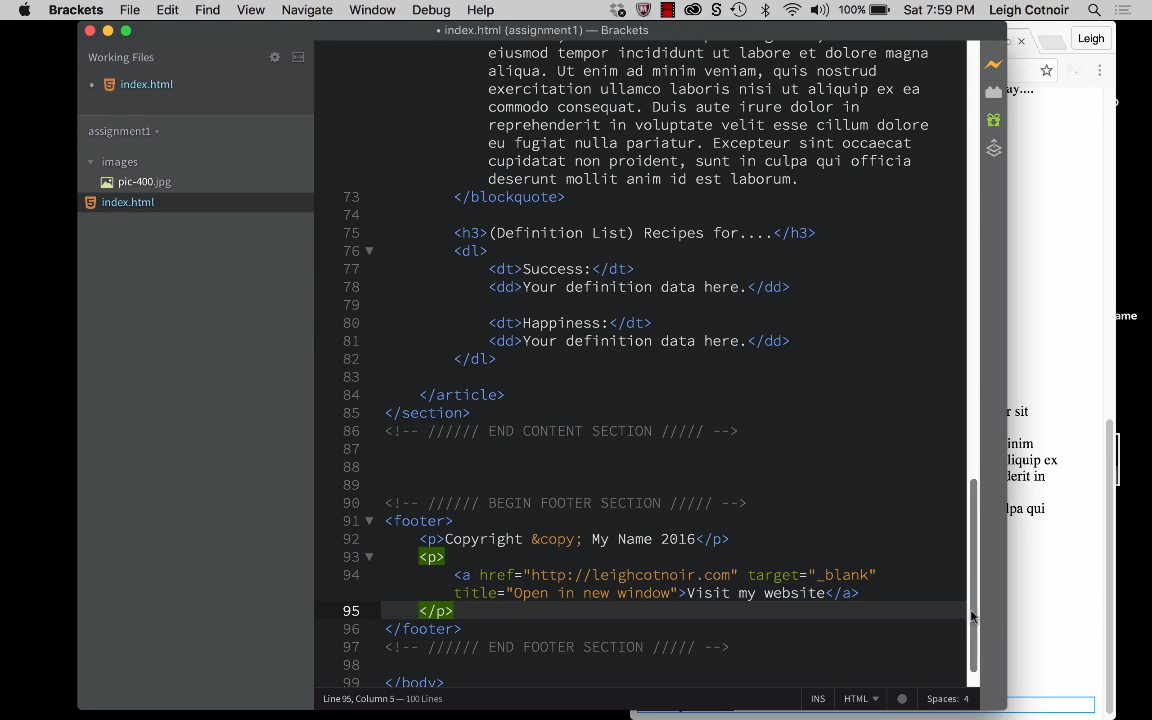 Brackets File Edit Find View Navigate Window Debug Help 100% Sat 7:59 PM Leigh Cotnoir
• index.html (assignment1) — Brackets
Leigh
Working Files
• index.html
assignment1
images
pic-400.jpg
index.html
eiusmod tempor incididunt ut labore et dolore magna
aliqua. Ut enim ad minim veniam, quis nostrud
exercitation ullamco laboris nisi ut aliquip ex ea
commodo consequat. Duis aute irure dolor in
reprehenderit in voluptate velit esse cillum dolore
eu fugiat nulla pariatur. Excepteur sint occaecat
cupidatat non proident, sunt in culpa qui officia
deserunt mollit anim id est laborum.
73 </blockquote>
74
75 <h3>(Definition List) Recipes for....</h3>
76 <dl>
77 <dt>Success:</dt>
78 <dd>Your definition data here.</dd>
79
80 <dt>Happiness:</dt>
81 <dd>Your definition data here.</dd>
82 </dl>
83
84 </article>
85 </section>
86 <!-- ////// END CONTENT SECTION ///// -->
87
88
89
90 <!-- ////// BEGIN FOOTER SECTION ///// -->
91 <footer>
92 <p>Copyright &copy; My Name 2016</p>
93 <p>
94 <a href="http://leighcotnoir.com" target="_blank"
title="Open in new window">Visit my website</a>
95 </p>
96 </footer>
97 <!-- ////// END FOOTER SECTION ///// -->
98
99 </body>
Line 95, Column 5 — 100 Lines INS HTML Spaces: 4
ay....
ame
r sit
inim
liquip ex
derit in
lpa qui